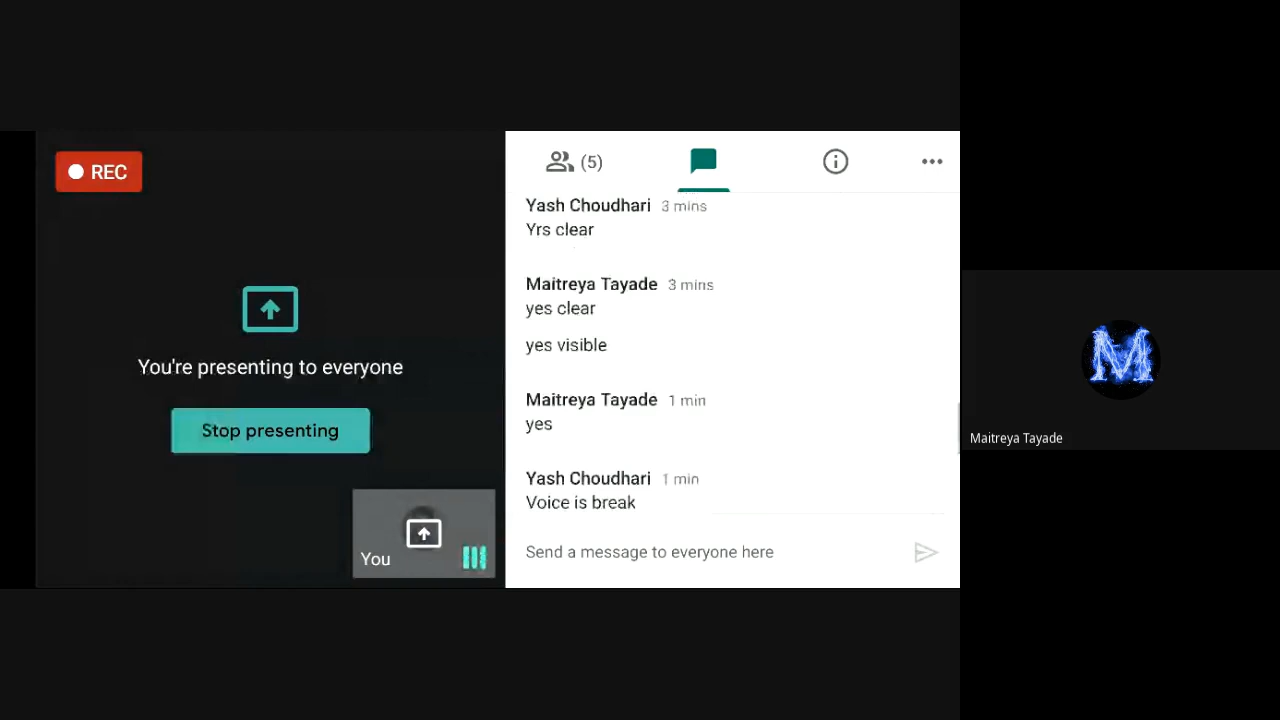 REC
You're presenting to everyone
Stop presenting
You
(5)
Yash Choudhari 3 mins
Yrs clear
Maitreya Tayade 3 mins
yes clear
yes visible
Maitreya Tayade 1 min
yes
Yash Choudhari 1 min
Voice is break
Send a message to everyone here
M
Maitreya Tayade